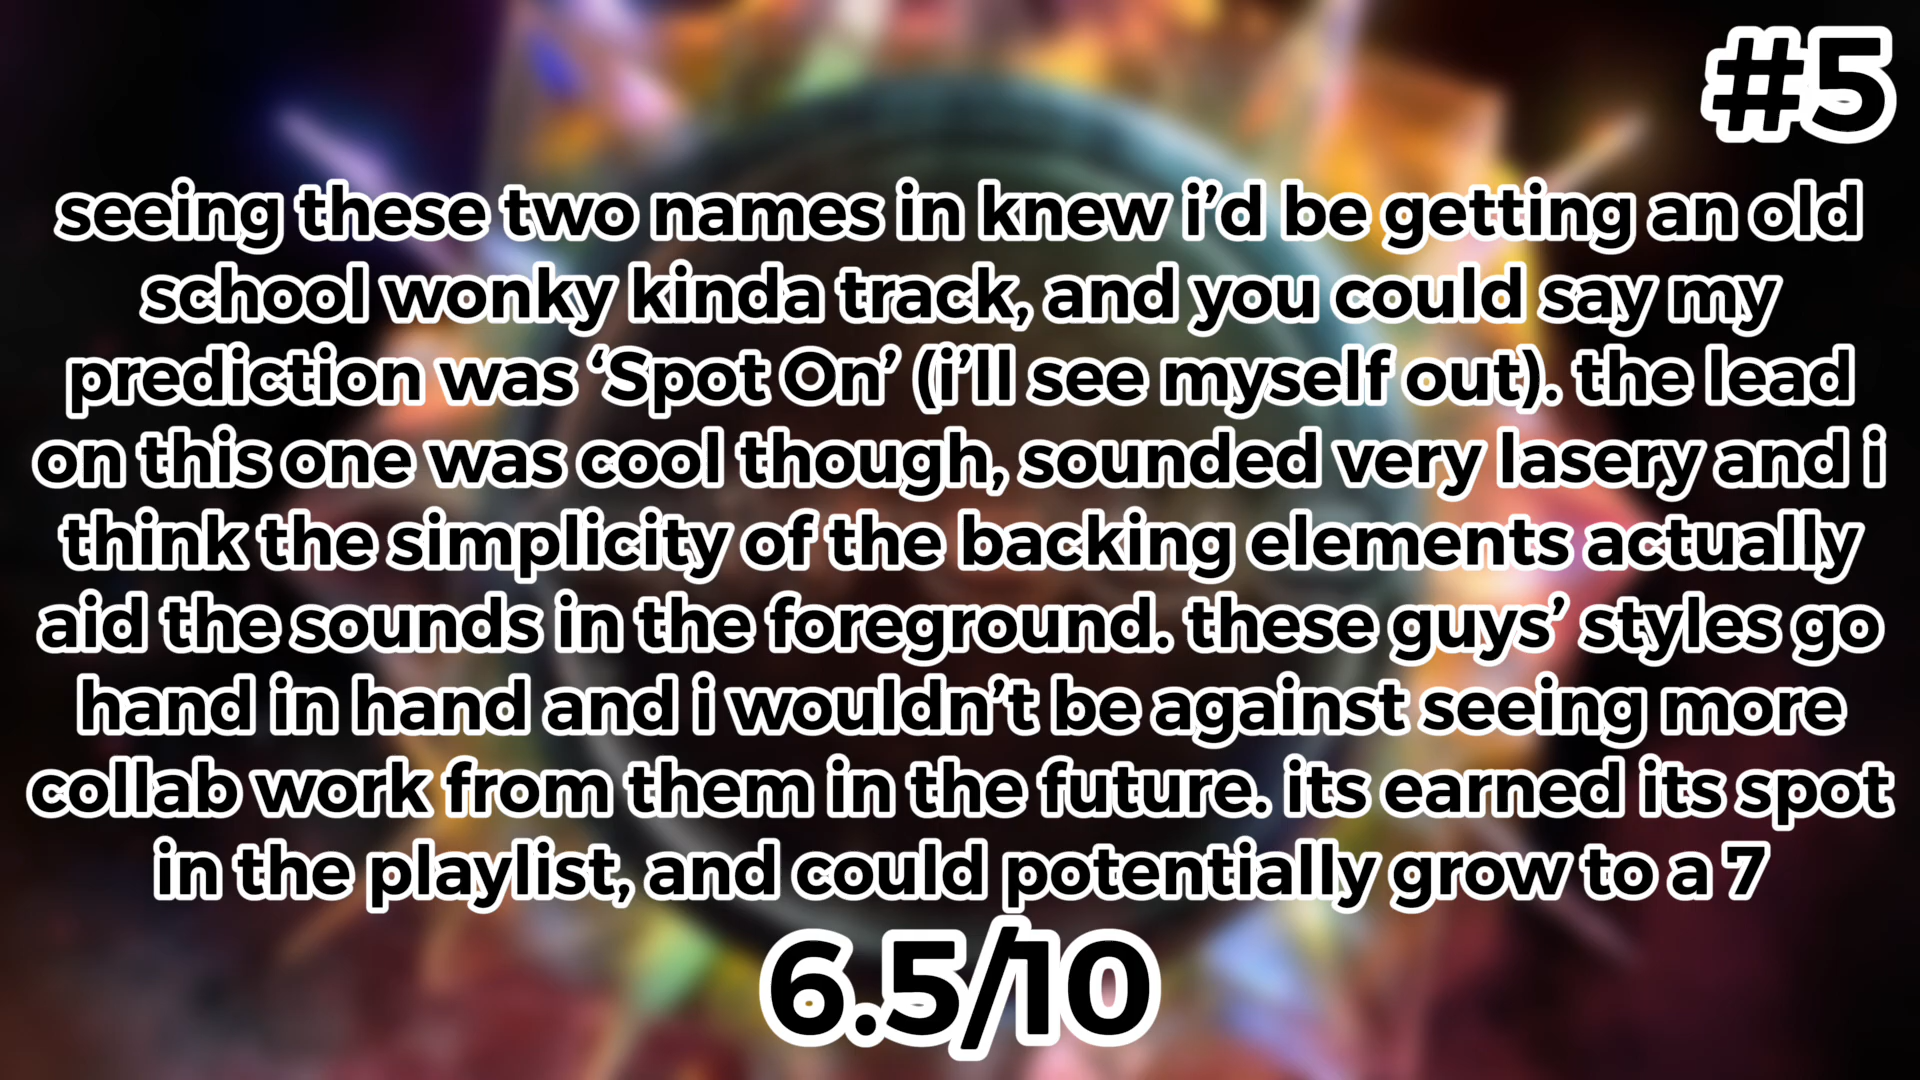 #5
seeing these two names in knew i’d be getting an old
school wonky kinda track, and you could say my
prediction was ‘Spot On’ (i’ll see myself out). the lead
on this one was cool though, sounded very lasery and i
think the simplicity of the backing elements actually
aid the sounds in the foreground. these guys’ styles go
hand in hand and i wouldn’t be against seeing more
collab work from them in the future. its earned its spot
in the playlist, and could potentially grow to a 7
6.5/10